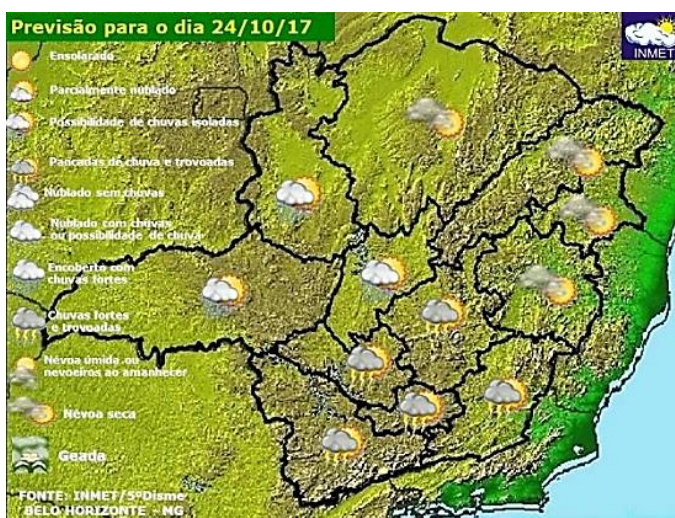 Previsão para o dia 24/10/17
INMET
Ensolarado
Parcialmente nublado
Possibilidade de chuvas isoladas
Pancadas de chuva e trovoadas
Nublado sem chuvas
Nublado com chuvas
ou possibilidade de chuva
Encoberto com
chuvas fortes
Chuvas fortes
e trovoadas
Névoa úmida ou
nevoeiros ao amanhecer
Névoa seca
Geada
FONTE: INMET/5ºDisme
BELO HORIZONTE - MG